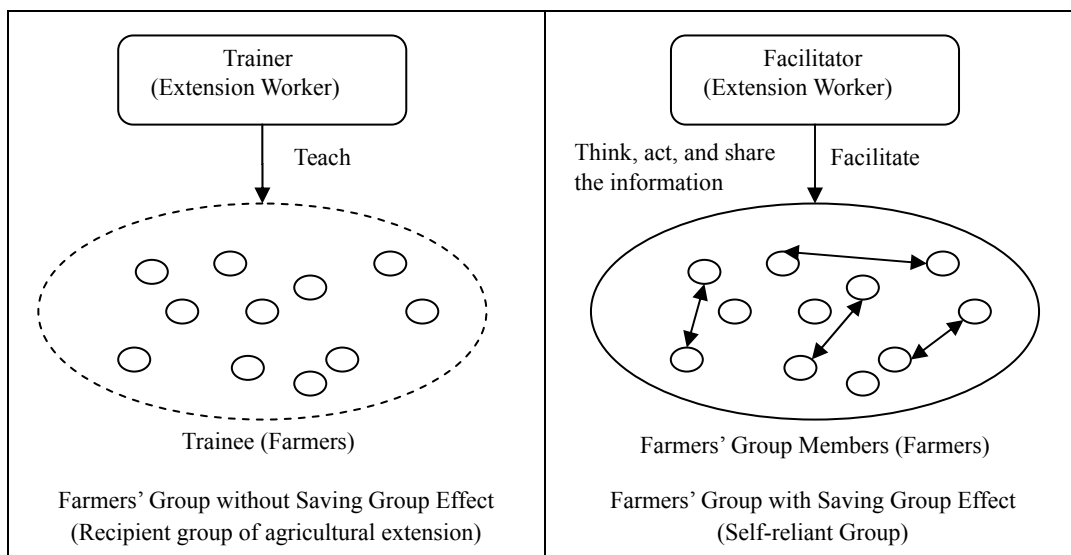 Trainer
(Extension Worker)
Teach
Trainee (Farmers)
Farmers’ Group without Saving Group Effect
(Recipient group of agricultural extension)
Facilitator
(Extension Worker)
Think, act, and share
the information
Facilitate
Farmers’ Group Members (Farmers)
Farmers’ Group with Saving Group Effect
(Self-reliant Group)